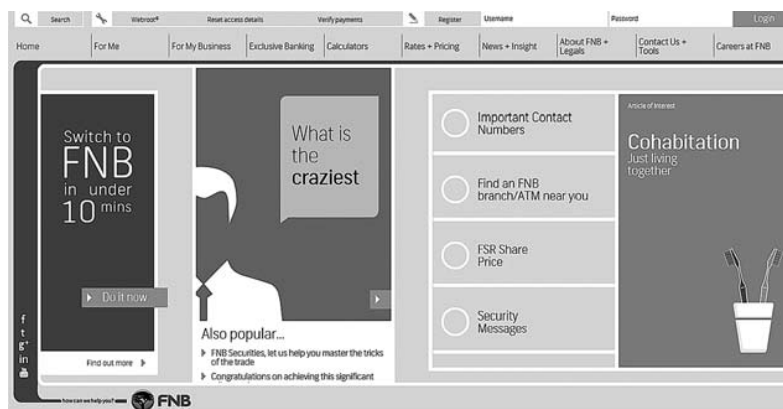 Search
Webroot®
Reset access details
Verify payments
Register
Username
Password
Login
Home
For Me
For My Business
Exclusive Banking
Calculators
Rates + Pricing
News + Insight
About FNB +
Legals
Contact Us +
Tools
Careers at FNB
Switch to
FNB
in under
10 mins
Do it now
Find out more
What is
the
craziest
Also popular...
FNB Securities, let us help you master the tricks
of the trade
Congratulations on achieving this significant
Important Contact
Numbers
Find an FNB
branch/ATM near you
FSR Share
Price
Security
Messages
Article of Interest
Cohabitation
Just living
together
f
t
g+
in
You
how can we help you?
FNB